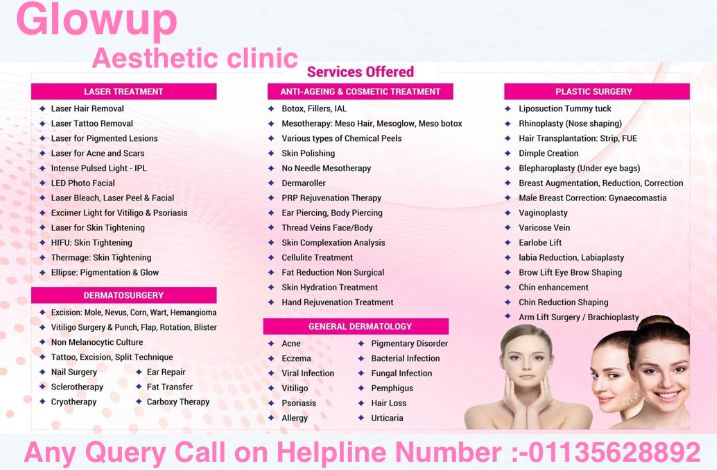 Glowup
Aesthetic clinic
Services Offered
LASER TREATMENT
Laser Hair Removal
Laser Tattoo Removal
Laser for Pigmented Lesions
Laser for Acne and Scars
Intense Pulsed Light - IPL
LED Photo Facial
Laser Bleach, Laser Peel & Facial
Excimer Light for Vitiligo & Psoriasis
Laser for Skin Tightening
HIFU: Skin Tightening
Thermage: Skin Tightening
Ellipse: Pigmentation & Glow
DERMATOSURGERY
Excision: Mole, Nevus, Corn, Wart, Hemangioma
Vitiligo Surgery & Punch, Flap, Rotation, Blister
Non Melanocytic Culture
Tattoo, Excision, Split Technique
Nail Surgery
Sclerotherapy
Cryotherapy
Ear Repair
Fat Transfer
Carboxy Therapy
ANTI-AGEING & COSMETIC TREATMENT
Botox, Fillers, IAL
Mesotherapy: Meso Hair, Mesoglow, Meso botox
Various types of Chemical Peels
Skin Polishing
No Needle Mesotherapy
Dermaroller
PRP Rejuvenation Therapy
Ear Piercing, Body Piercing
Thread Veins Face/Body
Skin Complexation Analysis
Cellulite Treatment
Fat Reduction Non Surgical
Skin Hydration Treatment
Hand Rejuvenation Treatment
GENERAL DERMATOLOGY
Acne
Eczema
Viral Infection
Vitiligo
Psoriasis
Allergy
Pigmentary Disorder
Bacterial Infection
Fungal Infection
Pemphigus
Hair Loss
Urticaria
PLASTIC SURGERY
Liposuction Tummy tuck
Rhinoplasty (Nose shaping)
Hair Transplantation: Strip, FUE
Dimple Creation
Blepharoplasty (Under eye bags)
Breast Augmentation, Reduction, Correction
Male Breast Correction: Gynaecomastia
Vaginoplasty
Varicose Vein
Earlobe Lift
labia Reduction, Labiaplasty
Brow Lift Eye Brow Shaping
Chin enhancement
Chin Reduction Shaping
Arm Lift Surgery / Brachioplasty
Any Query Call on Helpline Number :-01135628892